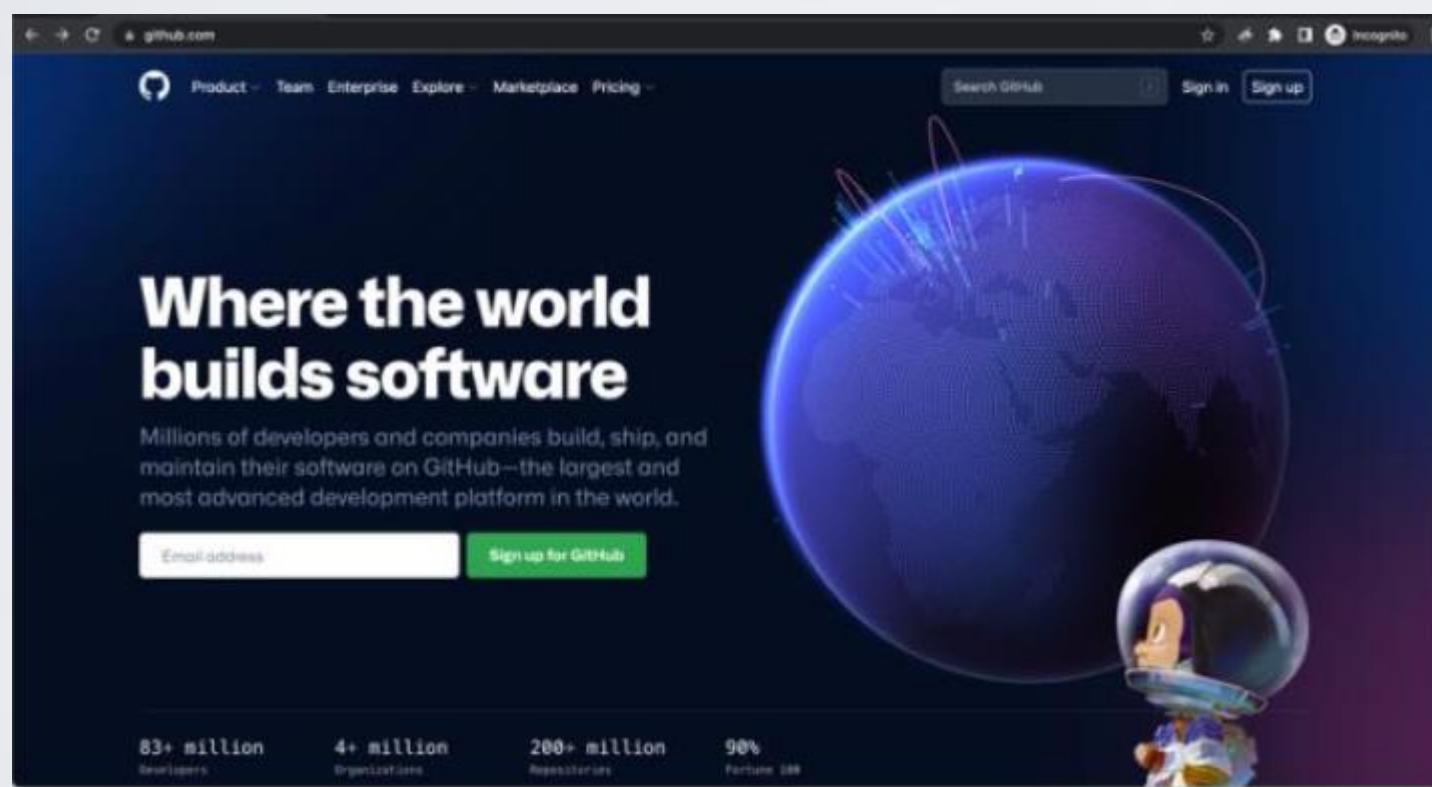 github.com
Incognito
Product Team Enterprise Explore Marketplace Pricing
Search GitHub
/
Sign in
Sign up
Where the world
builds software
Millions of developers and companies build, ship, and
maintain their software on GitHub—the largest and
most advanced development platform in the world.
Email address
Sign up for GitHub
83+ million 4+ million 200+ million 90%
Developers Organizations Repositories Fortune 100